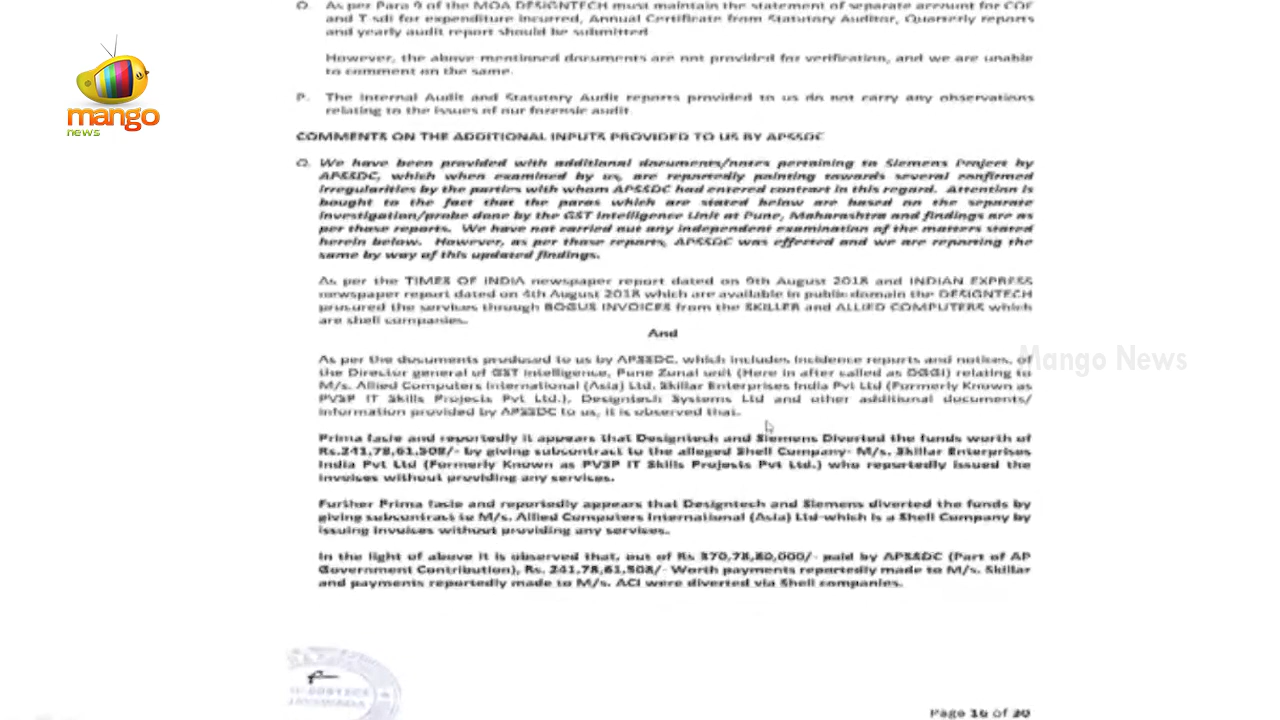 O. As per Para 9 of the MOA DESIGNTECH must maintain the statement of separate account for COE
and T-sdi for expenditure incurred, Annual Certificate from Statutory Auditor, Quarterly reports
and yearly audit report should be submitted
However, the above mentioned documents are not provided for verification, and we are unable
to comment on the same.
P. The Internal Audit and Statutory Audit reports provided to us do not carry any observations
relating to the issues of our forensic audit.
COMMENTS ON THE ADDITIONAL INPUTS PROVIDED TO US BY APSSDC
Q. We have been provided with additional documents/notes pertaining to Siemens Project by
APSSDC, which when examined by us, are reportedly pointing towards several confirmed
irregularities by the parties with whom APSSDC had entered contract in this regard. Attention is
bought to the fact that the paras which are stated below are based on the separate
investigation/probe done by the GST Intelligence Unit at Pune, Maharashtra and findings are as
per those reports. We have not carried out any independent examination of the matters stated
herein below. However, as per those reports, APSSDC was effected and we are reporting the
same by way of this updated findings.
As per the TIMES OF INDIA newspaper report dated on 9th August 2018 and INDIAN EXPRESS
newspaper report dated on 4th August 2018 which are available in public domain the DESIGNTECH
procured the services through BOGUS INVOICES from the SKILLER and ALLIED COMPUTERS which
are shell companies.
And
As per the documents produced to us by APSSDC, which includes incidence reports and notices, of
the Director general of GST Intelligence, Pune Zunal unit (Here in after called as DGGI) relating to
M/s. Allied Computers International (Asia) Ltd, Skillar Enterprises India Pvt Ltd (Formerly Known as
PVSP IT Skills Projects Pvt Ltd.), Designtech Systems Ltd and other additional documents/
information provided by APSSDC to us, it is observed that.
Prima facie and reportedly it appears that Designtech and Siemens Diverted the funds worth of
Rs.241,78,61,508/- by giving subcontract to the alleged Shell Company- M/s. Skillar Enterprises
India Pvt Ltd (Formerly Known as PVSP IT Skills Projects Pvt Ltd.) who reportedly issued the
invoices without providing any services.
Further Prima facie and reportedly appears that Designtech and Siemens diverted the funds by
giving subcontract to M/s. Allied Computers International (Asia) Ltd-which is a Shell Company by
issuing invoices without providing any services.
In the light of above it is observed that, out of Rs 370,78,80,000/- paid by APSSDC (Part of AP
Government Contribution), Rs. 241,78,61,508/- Worth payments reportedly made to M/s. Skillar
and payments reportedly made to M/s. ACI were diverted via Shell companies.
Page 16 of 30
mango
news
Mango News